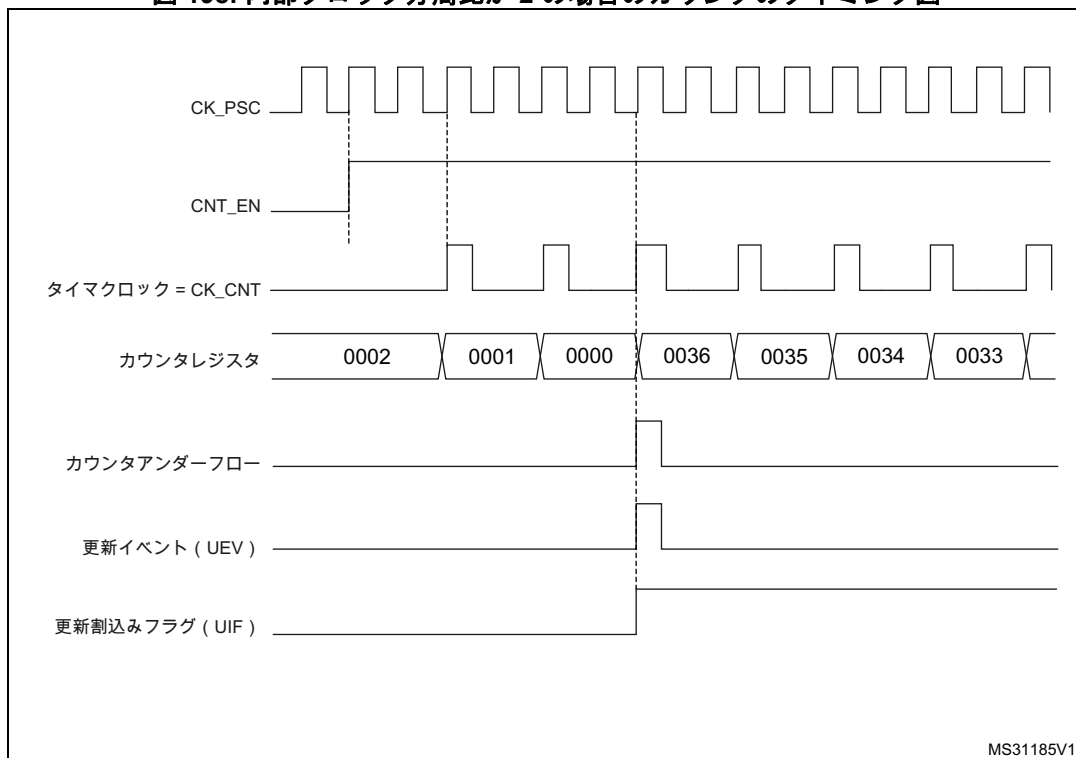 CK_PSC
CNT_EN
タイマクロック = CK_CNT
カウンタレジスタ
0002 0001 0000 0036 0035 0034 0033
カウンタアンダーフロー
更新イベント ( UEV )
更新割込みフラグ ( UIF )
MS31185V1